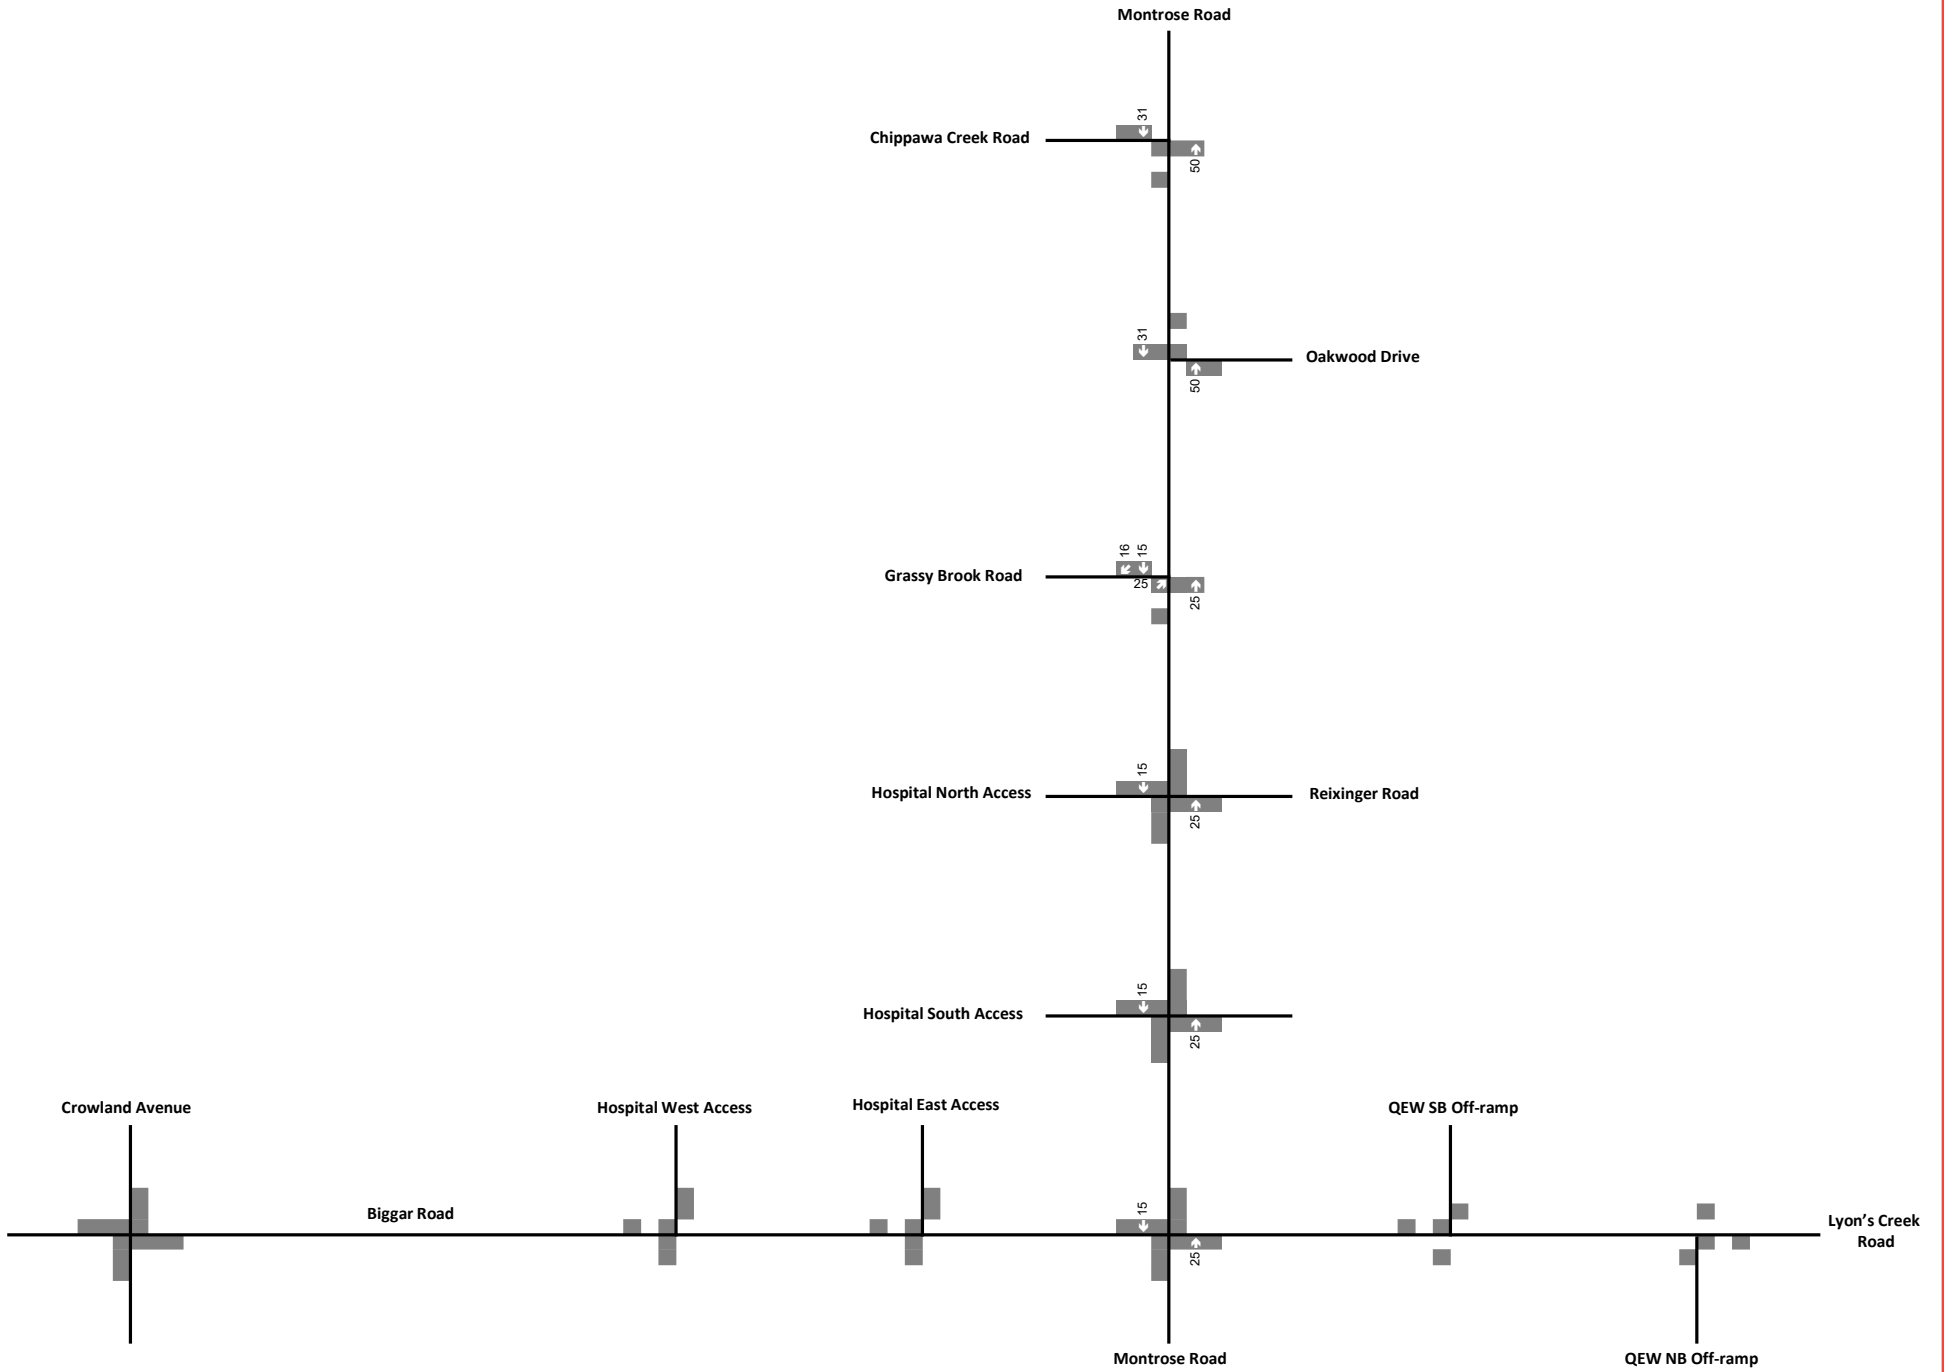 Montrose Road
31
Chippawa Creek Road
50
31
Oakwood Drive
50
16 15
Grassy Brook Road
25
25
15
Hospital North Access
Reixinger Road
25
15
Hospital South Access
25
Crowland Avenue
Hospital West Access
Hospital East Access
QEW SB Off-ramp
Biggar Road
15
Lyon's Creek
Road
25
Montrose Road
QEW NB Off-ramp